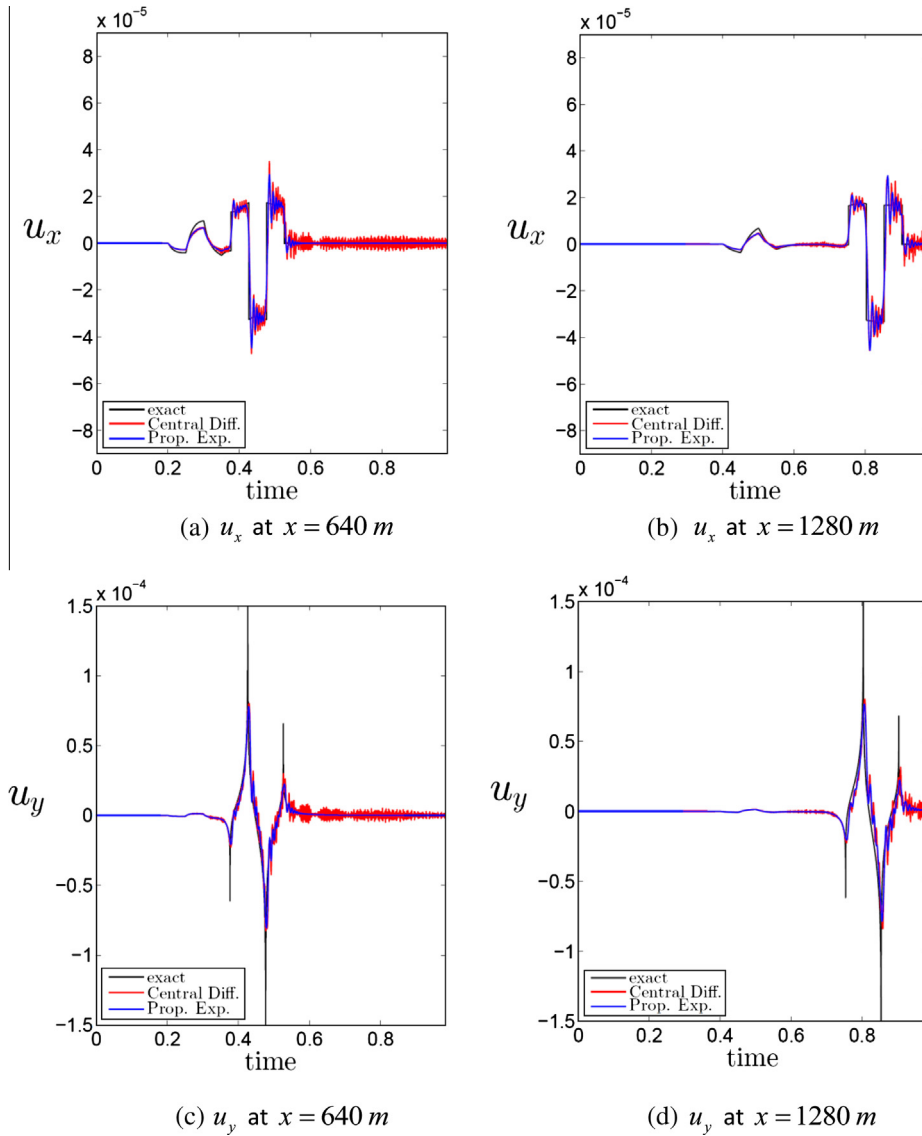 x 10⁻⁵
8
6
4
2
0
−2
−4
−6
−8
u_x
exact
Central Diff.
Prop. Exp.
0 0.2 0.4 0.6 0.8
time
(a) u_x at x = 640 m
x 10⁻⁵
8
6
4
2
0
−2
−4
−6
−8
u_x
exact
Central Diff.
Prop. Exp.
0 0.2 0.4 0.6 0.8
time
(b) u_x at x = 1280 m
x 10⁻⁴
1.5
1
0.5
0
−0.5
−1
−1.5
u_y
exact
Central Diff.
Prop. Exp.
0 0.2 0.4 0.6 0.8
time
(c) u_y at x = 640 m
x 10⁻⁴
1.5
1
0.5
0
−0.5
−1
−1.5
u_y
exact
Central Diff.
Prop. Exp.
0 0.2 0.4 0.6 0.8
time
(d) u_y at x = 1280 m